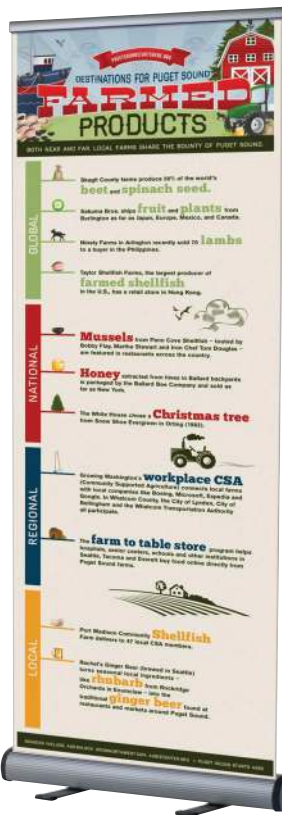 DESTINATIONS FOR PUGET SOUND
FARMED
PRODUCTS
BOTH NEAR AND FAR LOCAL FARMS SHARE THE BOUNTY OF PUGET SOUND.
GLOBAL
Skagit County farms produce 50% of the world's
beet and spinach seed.
Sakuma Bros. ships fruit and plants from
Burlington as far as Japan, Europe, Mexico, and Canada.
Ninety Farms in Arlington recently sold 70 lambs
to a buyer in the Philippines.
Taylor Shellfish Farms, the largest producer of
farmed shellfish
in the U.S., has a retail store in Hong Kong.
NATIONAL
Mussels from Penn Cove Shellfish – touted by
Bobby Flay, Martha Stewart and Iron Chef Tom Douglas –
are featured in restaurants across the country.
Honey extracted from hives in Ballard backyards
is packaged by the Ballard Bee Company and sold as
far as New York.
The White House chose a Christmas tree
from Snow Shoe Evergreen in Orting
REGIONAL
Growing Washington's workplace CSA
(Community Supported Agriculture) connects local farms
with local companies like Boeing, Microsoft, Expedia and
Google. In Whatcom County, the City of Lynden, City of
Bellingham and the Whatcom Transportation Authority
all participate.
The farm to table store program helps
hospitals, senior centers, schools and other institutions in
Seattle, Tacoma and Everett buy food online directly from
Puget Sound farms.
LOCAL
Port Madison Community Shellfish
Farm delivers to 47 local CSA members.
Rachel's Ginger Beer (brewed in Seattle)
turns seasonal local ingredients –
like rhubarb from Rockridge
Orchards in Enumclaw – into the
traditional ginger beer found at
restaurants and markets around Puget Sound.
PUGET SOUND STARTS HERE